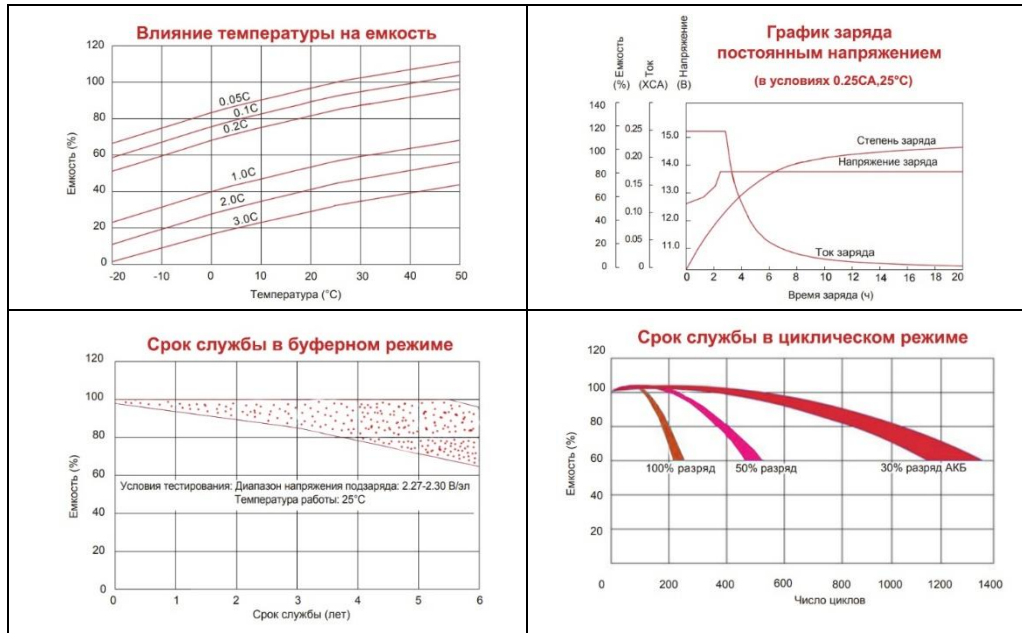 Влияние температуры на емкость
120
100
80
60
40
20
0
Емкость (%)
0.05C
0.1C
0.2C
1.0C
2.0C
3.0C
-20 -10 0 10 20 30 40 50
Температура (°C)
График заряда
постоянным напряжением
(в условиях 0.25CA,25°C)
(%) Емкость
(XCA) Ток
(В) Напряжение
140
120
100
80
60
40
20
0
0.25
0.20
0.15
0.10
0.05
0
15.0
14.0
13.0
12.0
11.0
Степень заряда
Напряжение заряда
Ток заряда
0 2 4 6 8 10 12 14 16 18 20
Время заряда (ч)
Срок службы в буферном режиме
120
100
80
60
40
20
0
Емкость (%)
Условия тестирования: Диапазон напряжения подзаряда: 2.27-2.30 В/эл
Температура работы: 25°C
0 1 2 3 4 5 6
Срок службы (лет)
Срок службы в циклическом режиме
120
100
80
60
40
20
0
Емкость (%)
100% разряд
50% разряд
30% разряд АКБ
200 400 600 800 1000 1200 1400
Число циклов